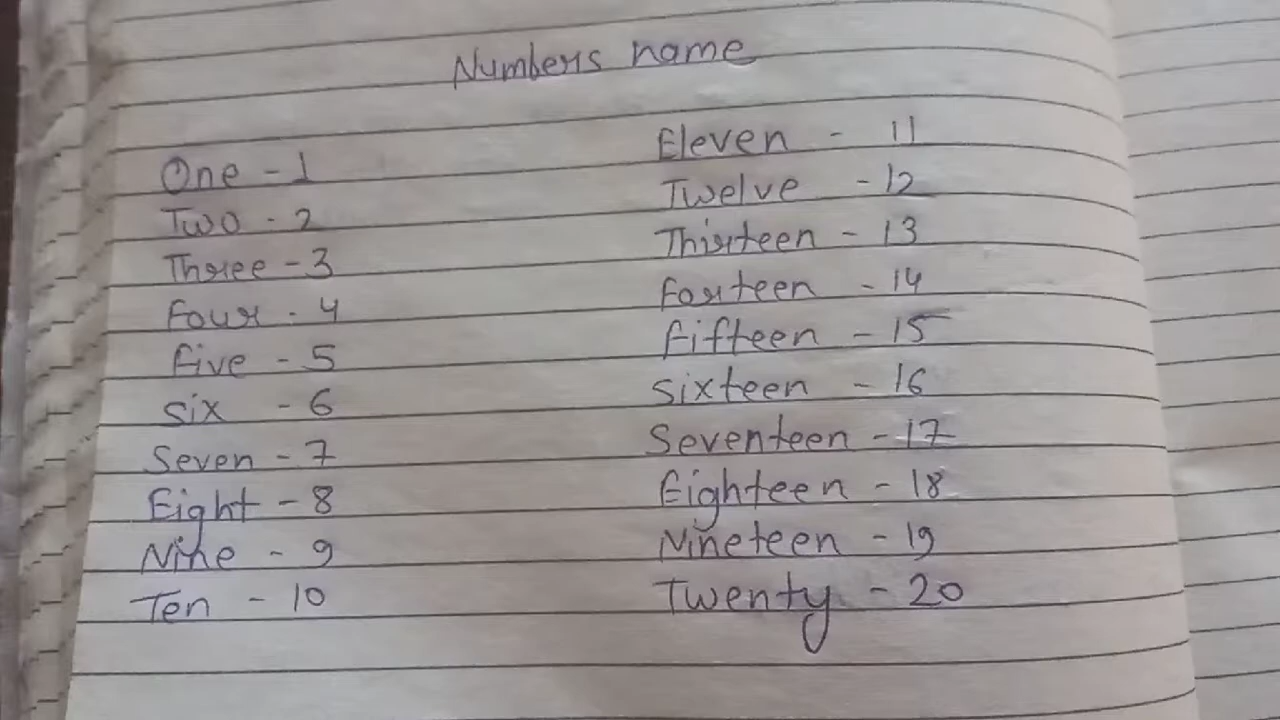 Numbers name
One - 1
Two - 2
Three - 3
Four - 4
Five - 5
Six - 6
Seven - 7
Eight - 8
Nine - 9
Ten - 10
Eleven - 11
Twelve - 12
Thirteen - 13
Forteen - 14
Fifteen - 15
Sixteen - 16
Seventeen - 17
Eighteen - 18
Nineteen - 19
Twenty - 20